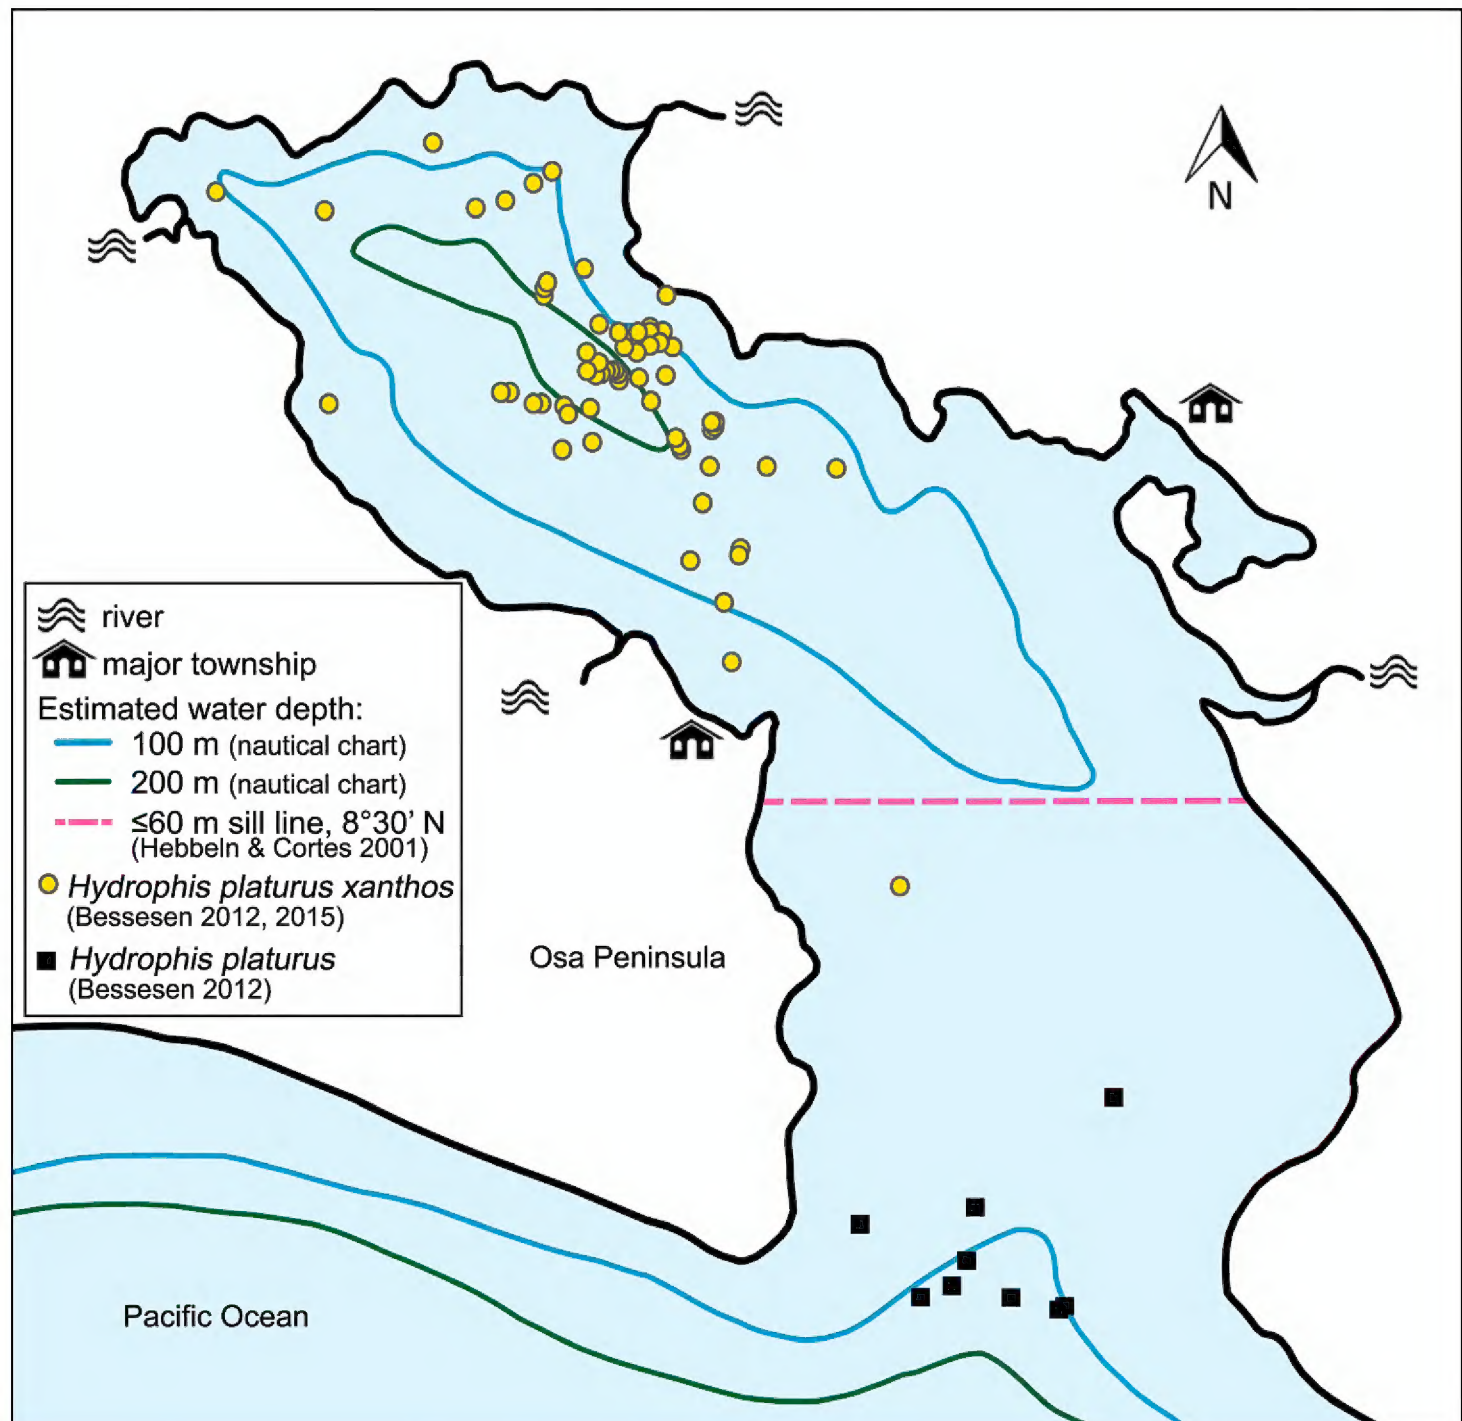 N
river
major township
Estimated water depth:
100 m (nautical chart)
200 m (nautical chart)
≤60 m sill line, 8°30’ N
(Hebbeln & Cortes 2001)
Hydrophis platurus xanthos
(Bessesen 2012, 2015)
Hydrophis platurus
(Bessesen 2012)
Osa Peninsula
Pacific Ocean